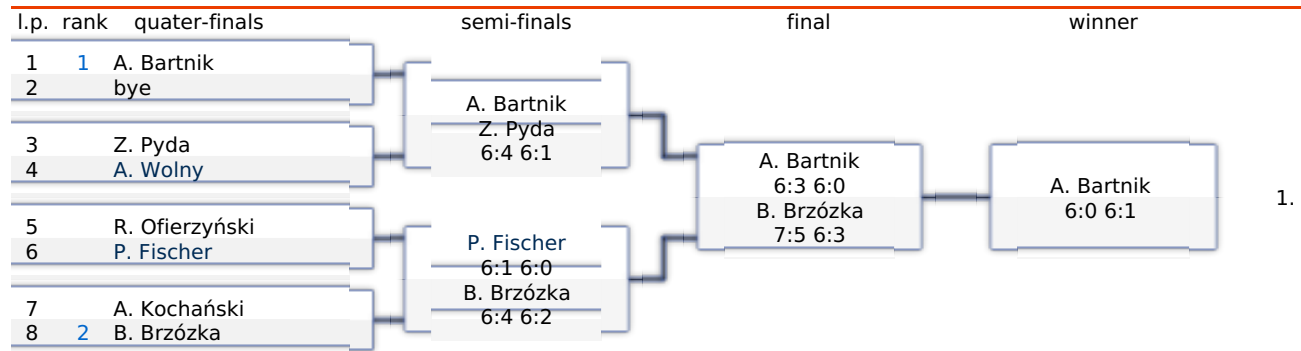 l.p. rank quater-finals semi-finals final winner
1 1 A. Bartnik
2 bye
A. Bartnik
Z. Pyda
6:4 6:1
3 Z. Pyda
4 A. Wolny
A. Bartnik
6:3 6:0
B. Brzózka
7:5 6:3
A. Bartnik
6:0 6:1
1.
5 R. Ofierzyński
6 P. Fischer
P. Fischer
6:1 6:0
B. Brzózka
6:4 6:2
7 A. Kochański
8 2 B. Brzózka